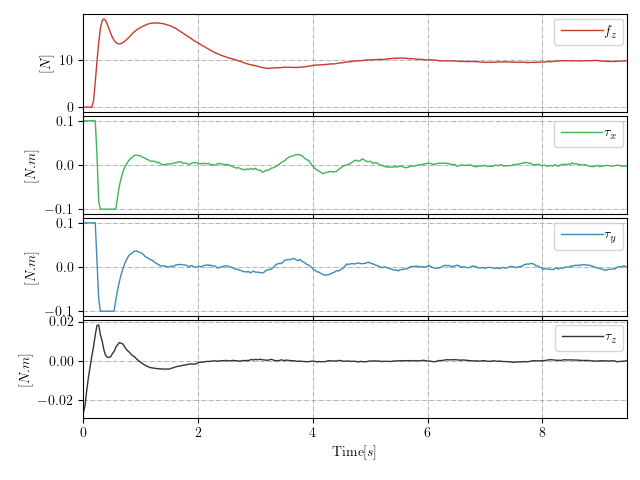 [N]
10
0
f_z
[N.m]
0.1
0.0
−0.1
τ_x
[N.m]
0.1
0.0
−0.1
τ_y
[N.m]
0.02
0.00
−0.02
τ_z
0 2 4 6 8
Time[s]